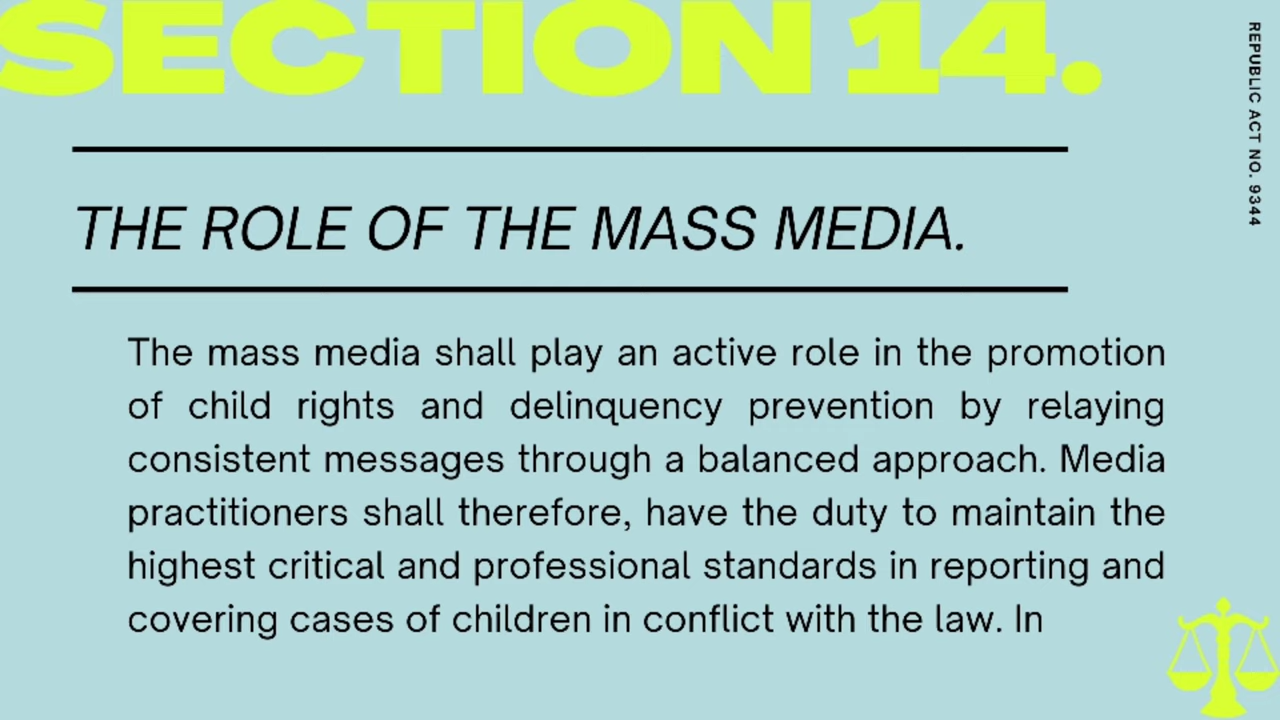 SECTION 14.
REPUBLIC ACT NO. 9344
THE ROLE OF THE MASS MEDIA.
The mass media shall play an active role in the promotion
of child rights and delinquency prevention by relaying
consistent messages through a balanced approach. Media
practitioners shall therefore, have the duty to maintain the
highest critical and professional standards in reporting and
covering cases of children in conflict with the law. In